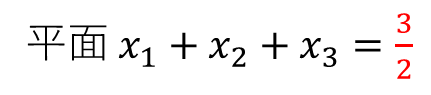 平面 x₁ + x₂ + x₃ = 3/2